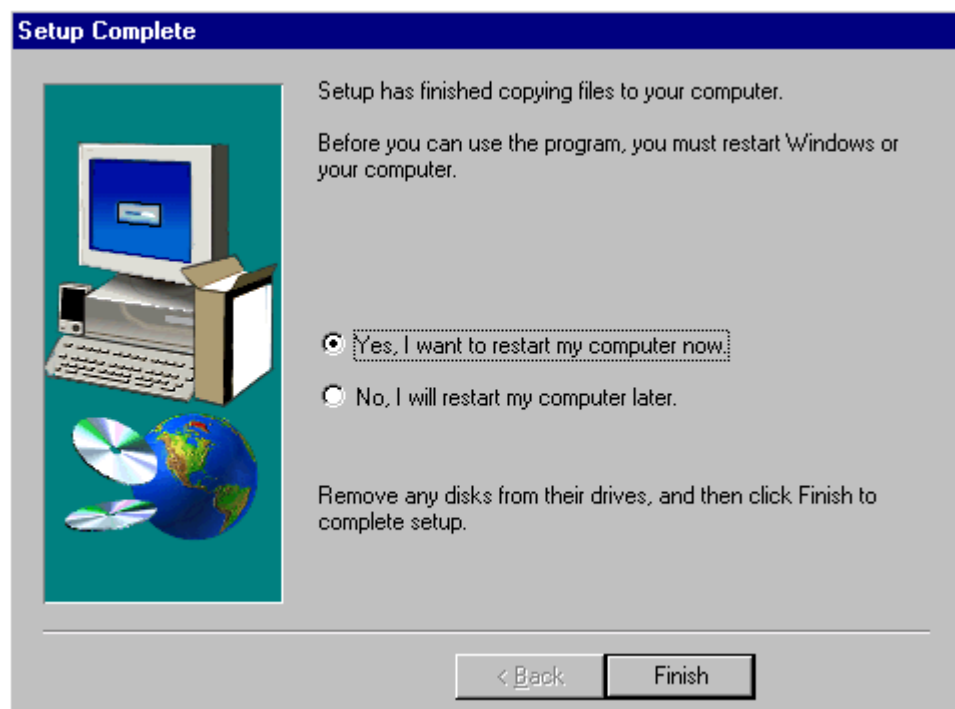 Setup Complete
Setup has finished copying files to your computer.
Before you can use the program, you must restart Windows or
your computer.
Yes, I want to restart my computer now.
No, I will restart my computer later.
Remove any disks from their drives, and then click Finish to
complete setup.
< Back
Finish